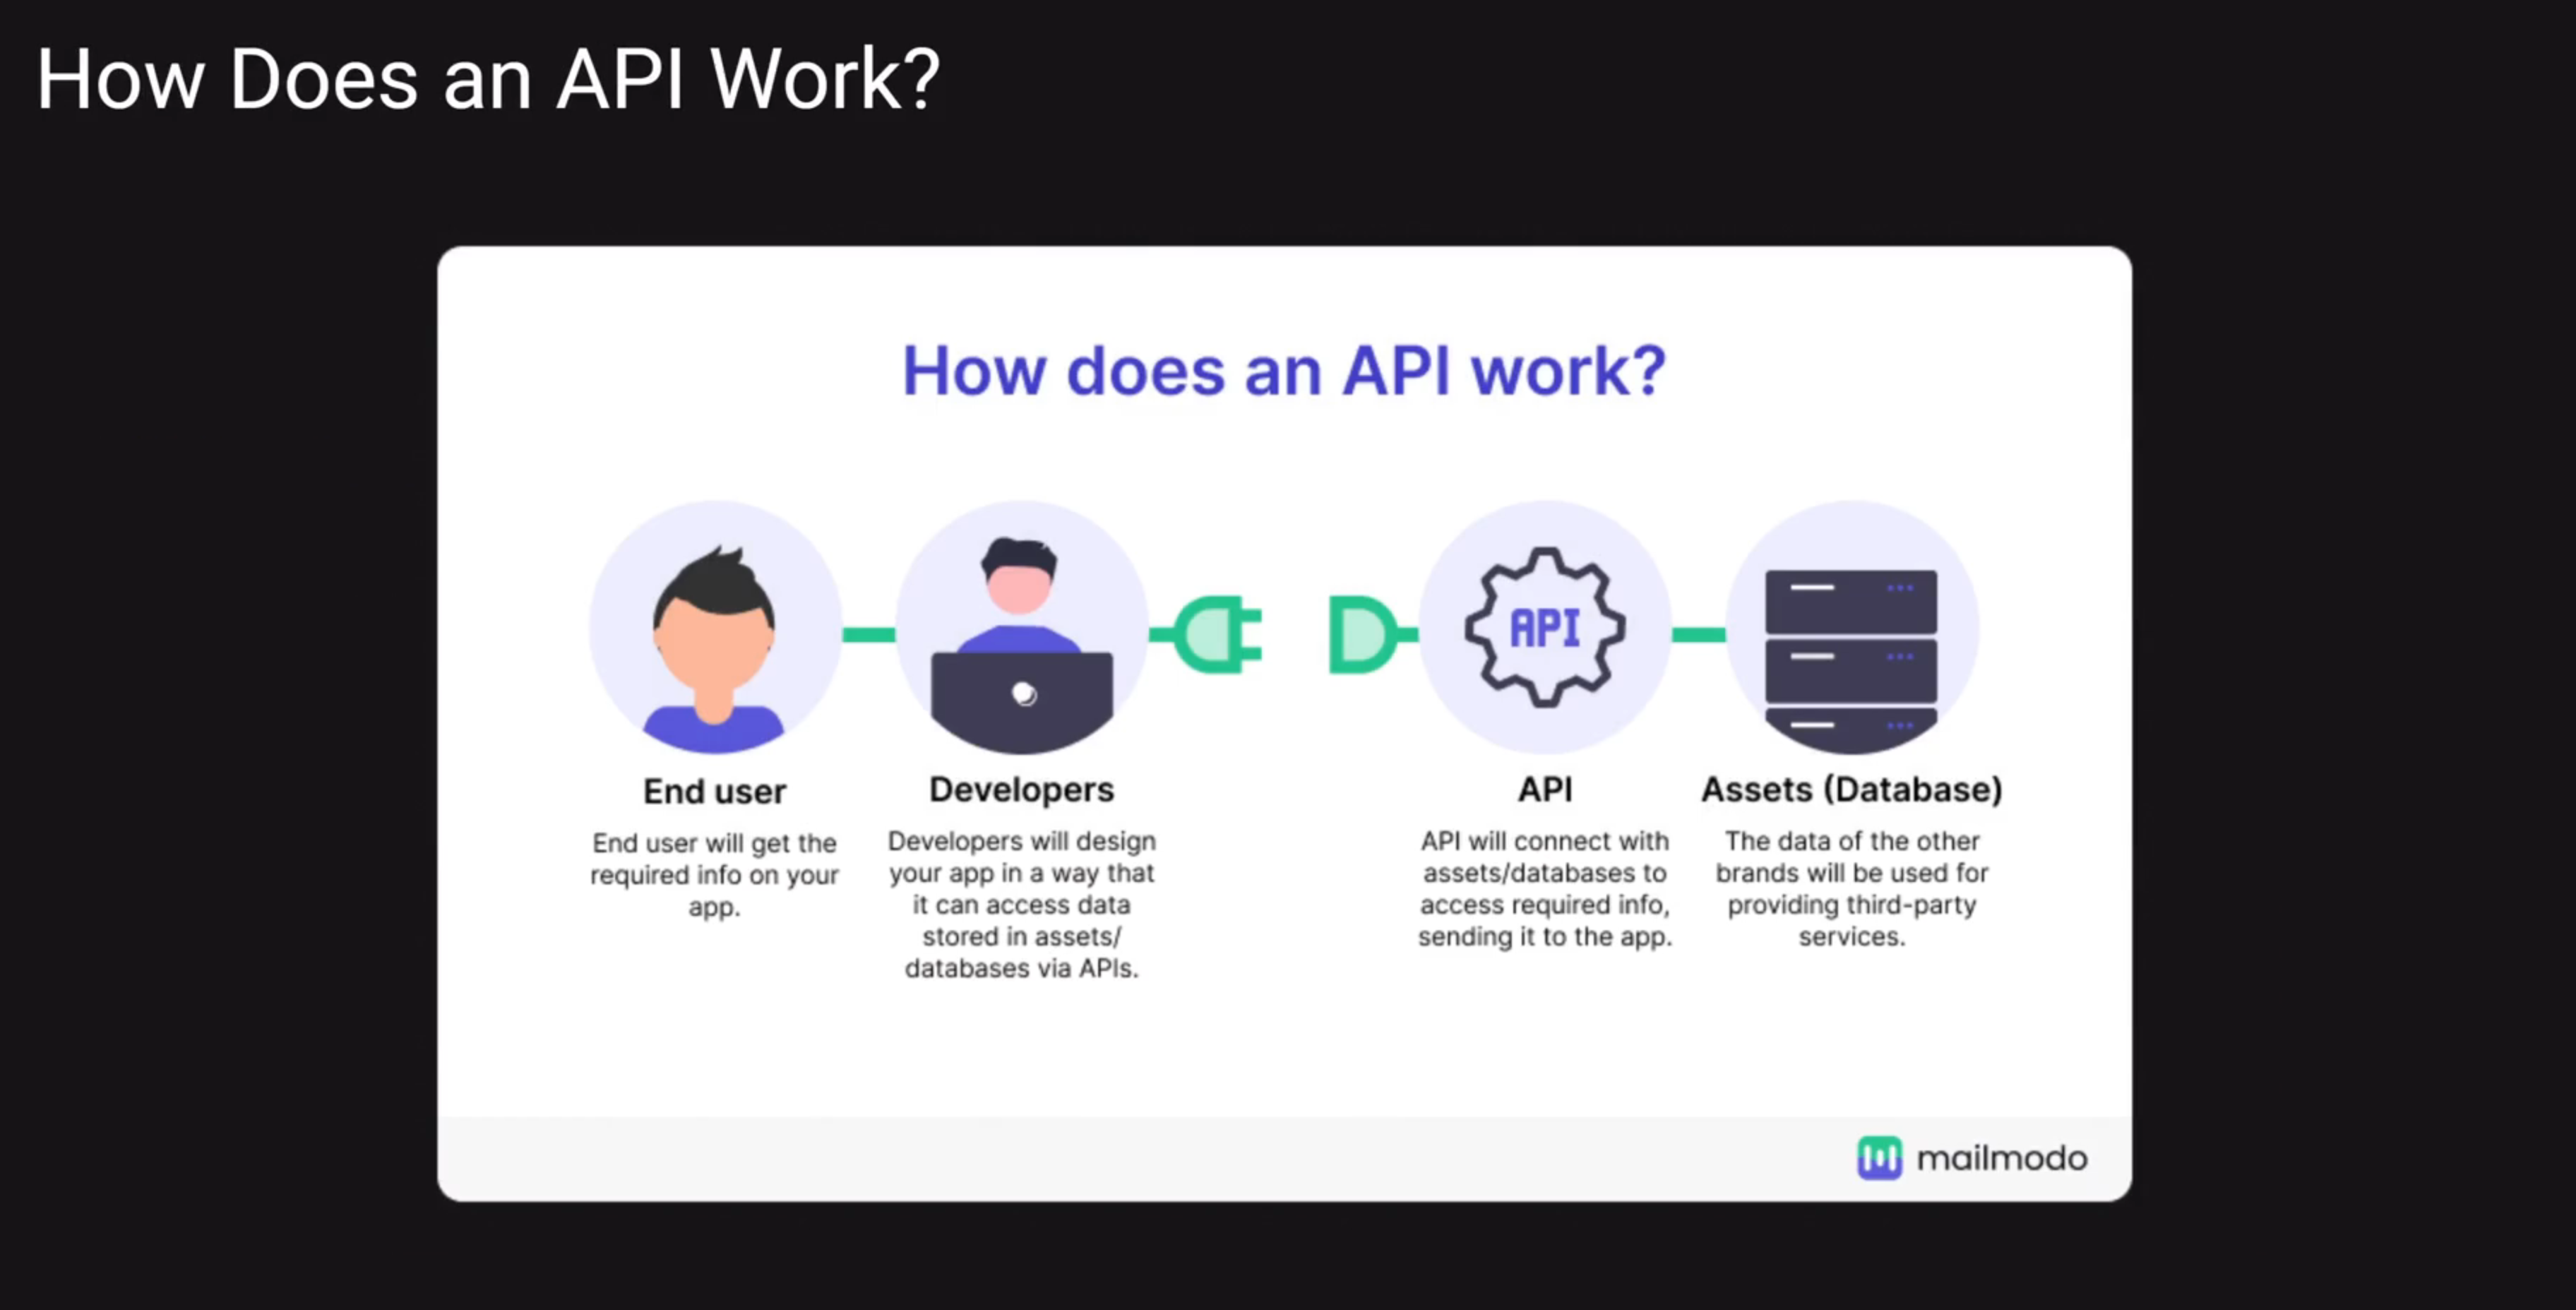 How Does an API Work?
How does an API work?
API
End user
End user will get the
required info on your
app.
Developers
Developers will design
your app in a way that
it can access data
stored in assets/
databases via APIs.
API
API will connect with
assets/databases to
access required info,
sending it to the app.
Assets (Database)
The data of the other
brands will be used for
providing third-party
services.
mailmodo